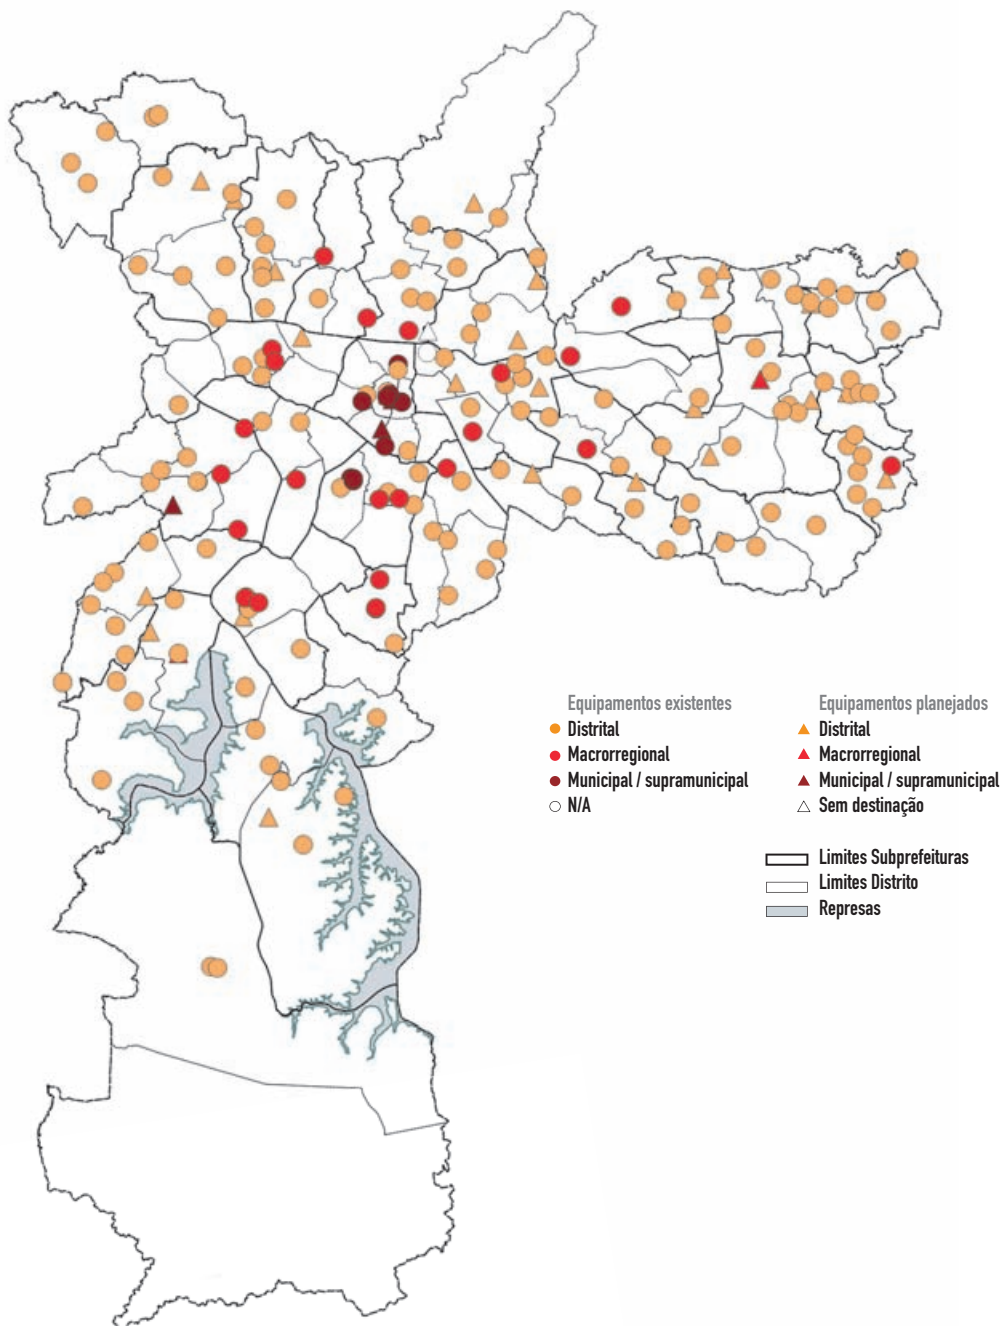 Equipamentos existentes
Distrital
Macrorregional
Municipal / supramunicipal
N/A
Equipamentos planejados
Distrital
Macrorregional
Municipal / supramunicipal
Sem destinação
Limites Subprefeituras
Limites Distrito
Represas